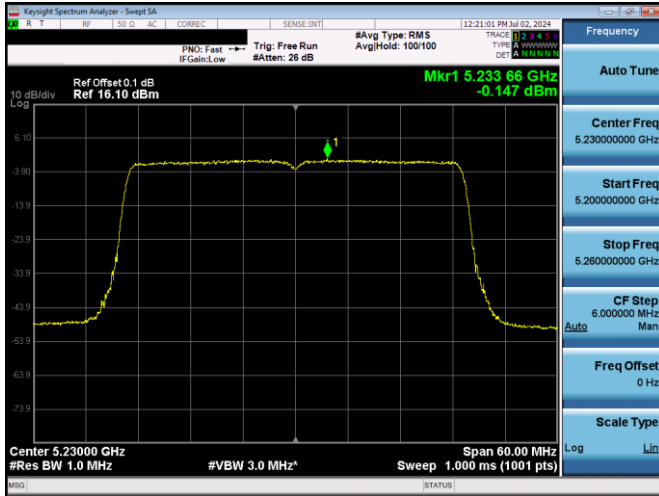 Keysight Spectrum Analyzer - Swept SA
R T RF 50 Ω AC CORREC SENSE:INT 12:21:01 PM Jul 02, 2024
#Avg Type: RMS TRACE 1 2 3 4 5 6
PNO: Fast Trig: Free Run Avg|Hold: 100/100 TYPE A WWWWW
IFGain:Low #Atten: 26 dB DET A NNNNN
Ref Offset 0.1 dB Mkr1 5.233 66 GHz
10 dB/div Ref 16.10 dBm -0.147 dBm
Log
1
6.10
-3.90
-13.9
-23.9
-33.9
-43.9
-53.9
-63.9
-73.9
Center 5.23000 GHz Span 60.00 MHz
#Res BW 1.0 MHz #VBW 3.0 MHz* Sweep 1.000 ms (1001 pts)
MSG STATUS
Frequency
Auto Tune
Center Freq
5.230000000 GHz
Start Freq
5.200000000 GHz
Stop Freq
5.260000000 GHz
CF Step
6.000000 MHz
Auto Man
Freq Offset
0 Hz
Scale Type
Log Lin